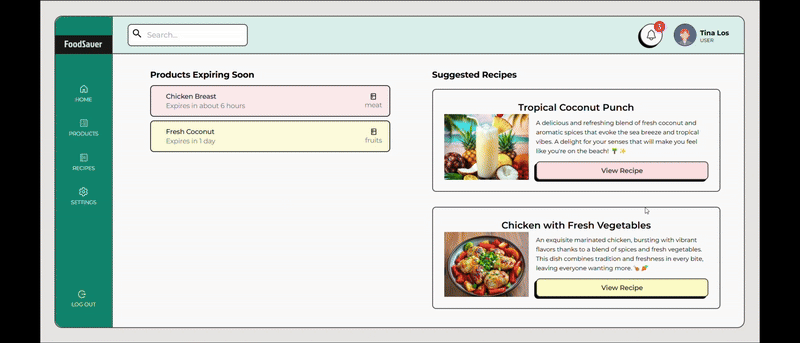 FoodSaver
Search...
3
Tina Los
USER
HOME
PRODUCTS
RECIPES
SETTINGS
LOG OUT
Products Expiring Soon
Chicken Breast
Expires in about 6 hours
meat
Fresh Coconut
Expires in 1 day
fruits
Suggested Recipes
Tropical Coconut Punch
A delicious and refreshing blend of fresh coconut and
aromatic spices that evoke the sea breeze and tropical
vibes. A delight for your senses that will make you feel
like you're on the beach! 🌴✨
View Recipe
Chicken with Fresh Vegetables
An exquisite marinated chicken, bursting with vibrant
flavors thanks to a blend of spices and fresh vegetables.
This dish combines tradition and freshness in every bite,
leaving everyone wanting more. 🍗🥕
View Recipe